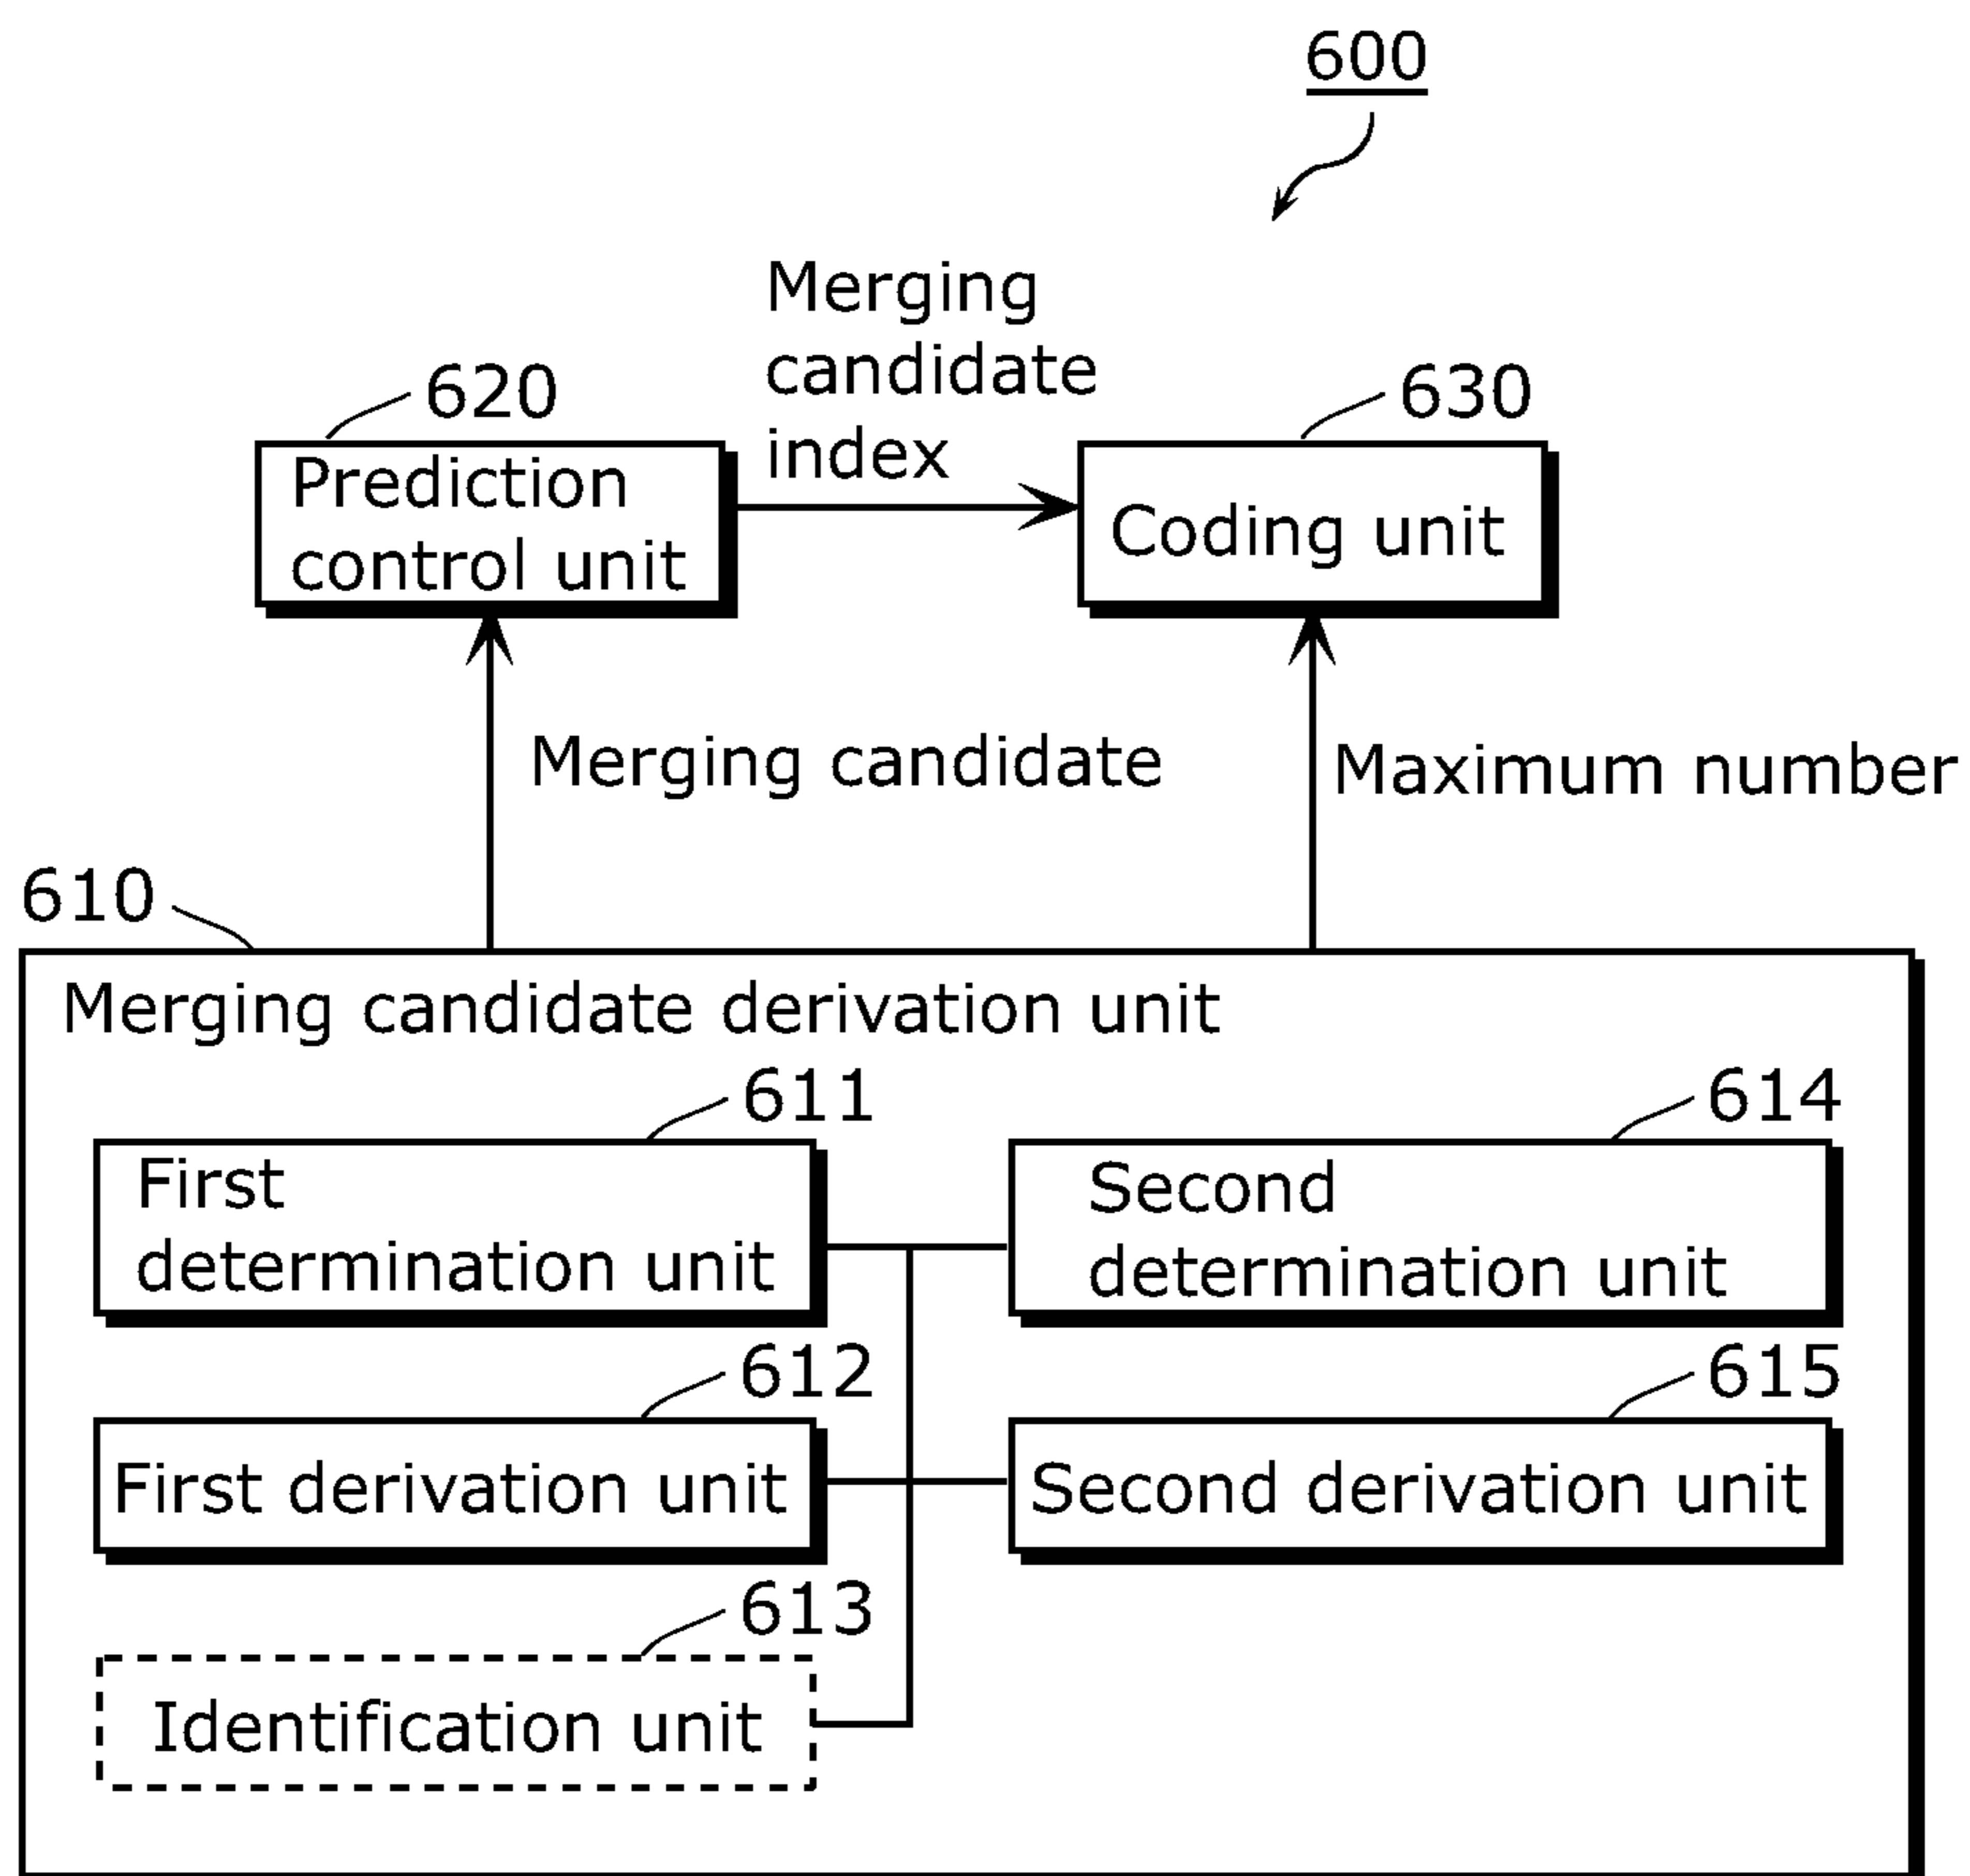 600
Merging
candidate
index
620
630
Prediction
control unit
Coding unit
Merging candidate
Maximum number
610
Merging candidate derivation unit
611
614
First
determination unit
Second
determination unit
612
615
First derivation unit
Second derivation unit
613
Identification unit